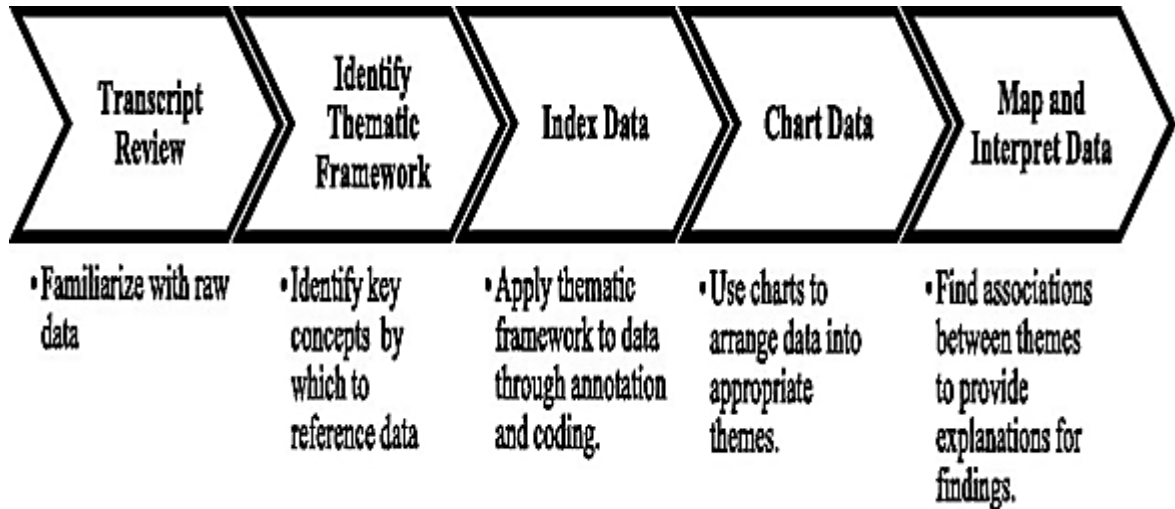 Transcript
Review
Identify
Thematic
Framework
Index Data
Chart Data
Map and
Interpret Data
•Familiarize with raw
data
•Identify key
concepts by
which to
reference data
•Apply thematic
framework to data
through annotation
and coding.
•Use charts to
arrange data into
appropriate
themes.
•Find associations
between themes
to provide
explanations for
findings.